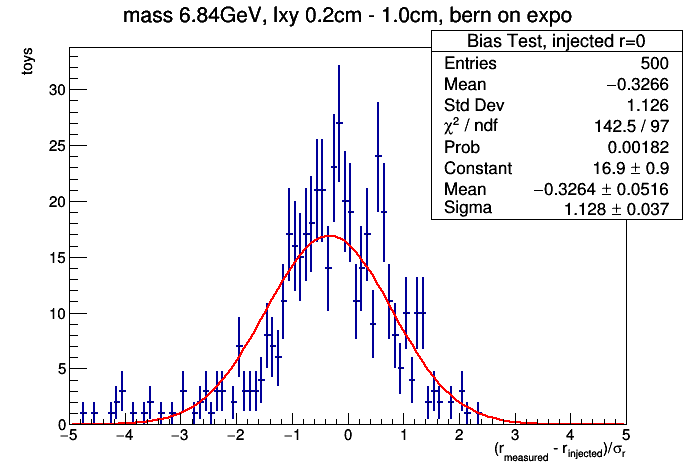 mass 6.84GeV, lxy 0.2cm - 1.0cm, bern on expo
Bias Test, injected r=0
Entries 500
Mean −0.3266
Std Dev 1.126
χ² / ndf 142.5 / 97
Prob 0.00182
Constant 16.9 ± 0.9
Mean −0.3264 ± 0.0516
Sigma 1.128 ± 0.037
toys
30
25
20
15
10
5
0
−5 −4 −3 −2 −1 0 1 2 3 4 5
(r_measured - r_injected)/σ_r